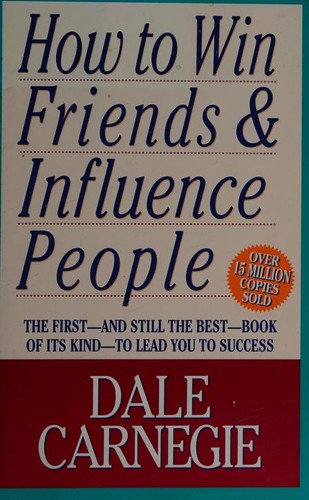 How to Win
Friends &
Influence
People
OVER
15 MILLION
COPIES
SOLD
THE FIRST—AND STILL THE BEST—BOOK
OF ITS KIND—TO LEAD YOU TO SUCCESS
DALE
CARNEGIE